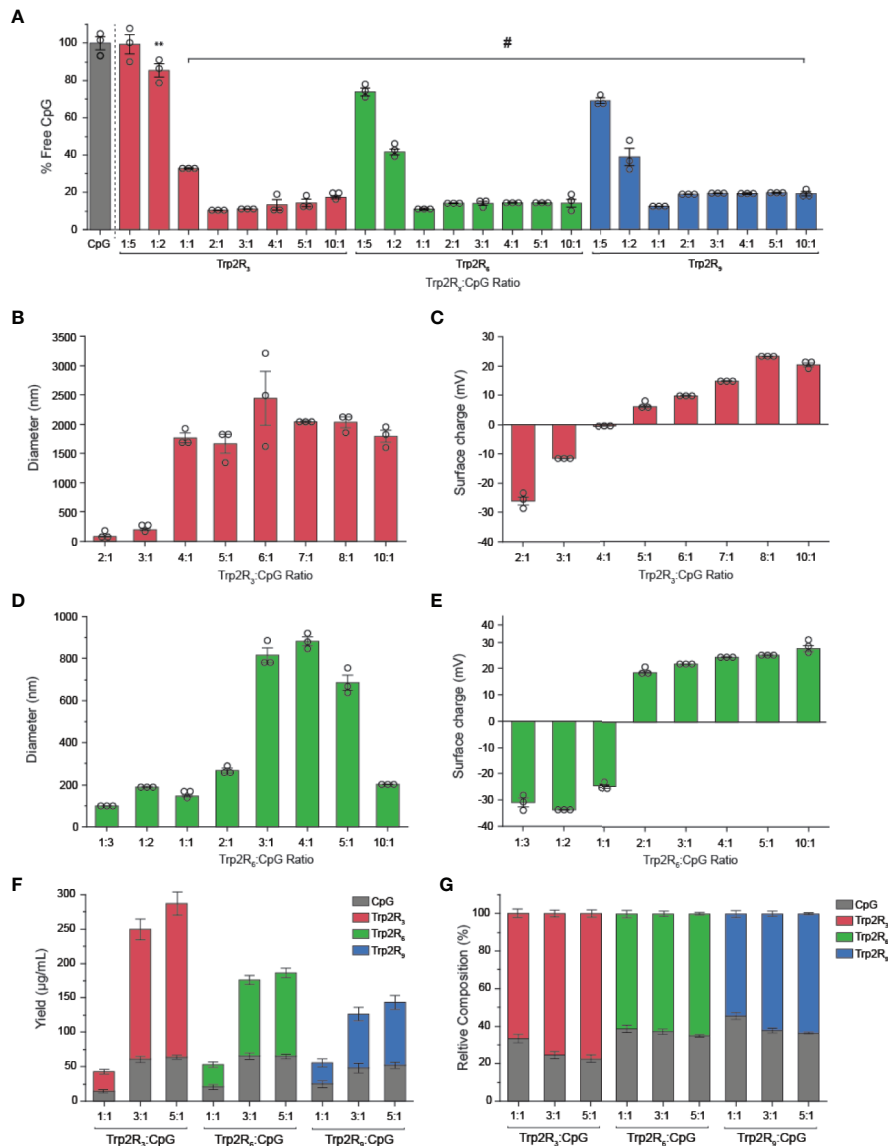 A
% Free CpG
100
80
60
40
20
0
**
#
CpG 1:5 1:2 1:1 2:1 3:1 4:1 5:1 10:1 1:5 1:2 1:1 2:1 3:1 4:1 5:1 10:1 1:5 1:2 1:1 2:1 3:1 4:1 5:1 10:1
Trp2R₃ Trp2R₆ Trp2R₉
Trp2Rₓ:CpG Ratio
B
Diameter (nm)
3500
3000
2500
2000
1500
1000
500
0
2:1 3:1 4:1 5:1 6:1 7:1 8:1 10:1
Trp2R₃:CpG Ratio
C
Surface charge (mV)
30
20
10
0
-10
-20
-30
-40
2:1 3:1 4:1 5:1 6:1 7:1 8:1 10:1
Trp2R₃:CpG Ratio
D
Diameter (nm)
1000
800
600
400
200
0
1:3 1:2 1:1 2:1 3:1 4:1 5:1 10:1
Trp2R₆:CpG Ratio
E
Surface charge (mV)
40
30
20
10
0
-10
-20
-30
-40
1:3 1:2 1:1 2:1 3:1 4:1 5:1 10:1
Trp2R₆:CpG Ratio
F
Yield (µg/mL)
300
250
200
150
100
50
0
CpG
Trp2R₃
Trp2R₆
Trp2R₉
1:1 3:1 5:1 1:1 3:1 5:1 1:1 3:1 5:1
Trp2R₃:CpG Trp2R₆:CpG Trp2R₉:CpG
G
Reltive Composition (%)
100
80
60
40
20
0
CpG
Trp2R₃
Trp2R₆
Trp2R₉
1:1 3:1 5:1 1:1 3:1 5:1 1:1 3:1 5:1
Trp2R₃:CpG Trp2R₆:CpG Trp2R₉:CpG